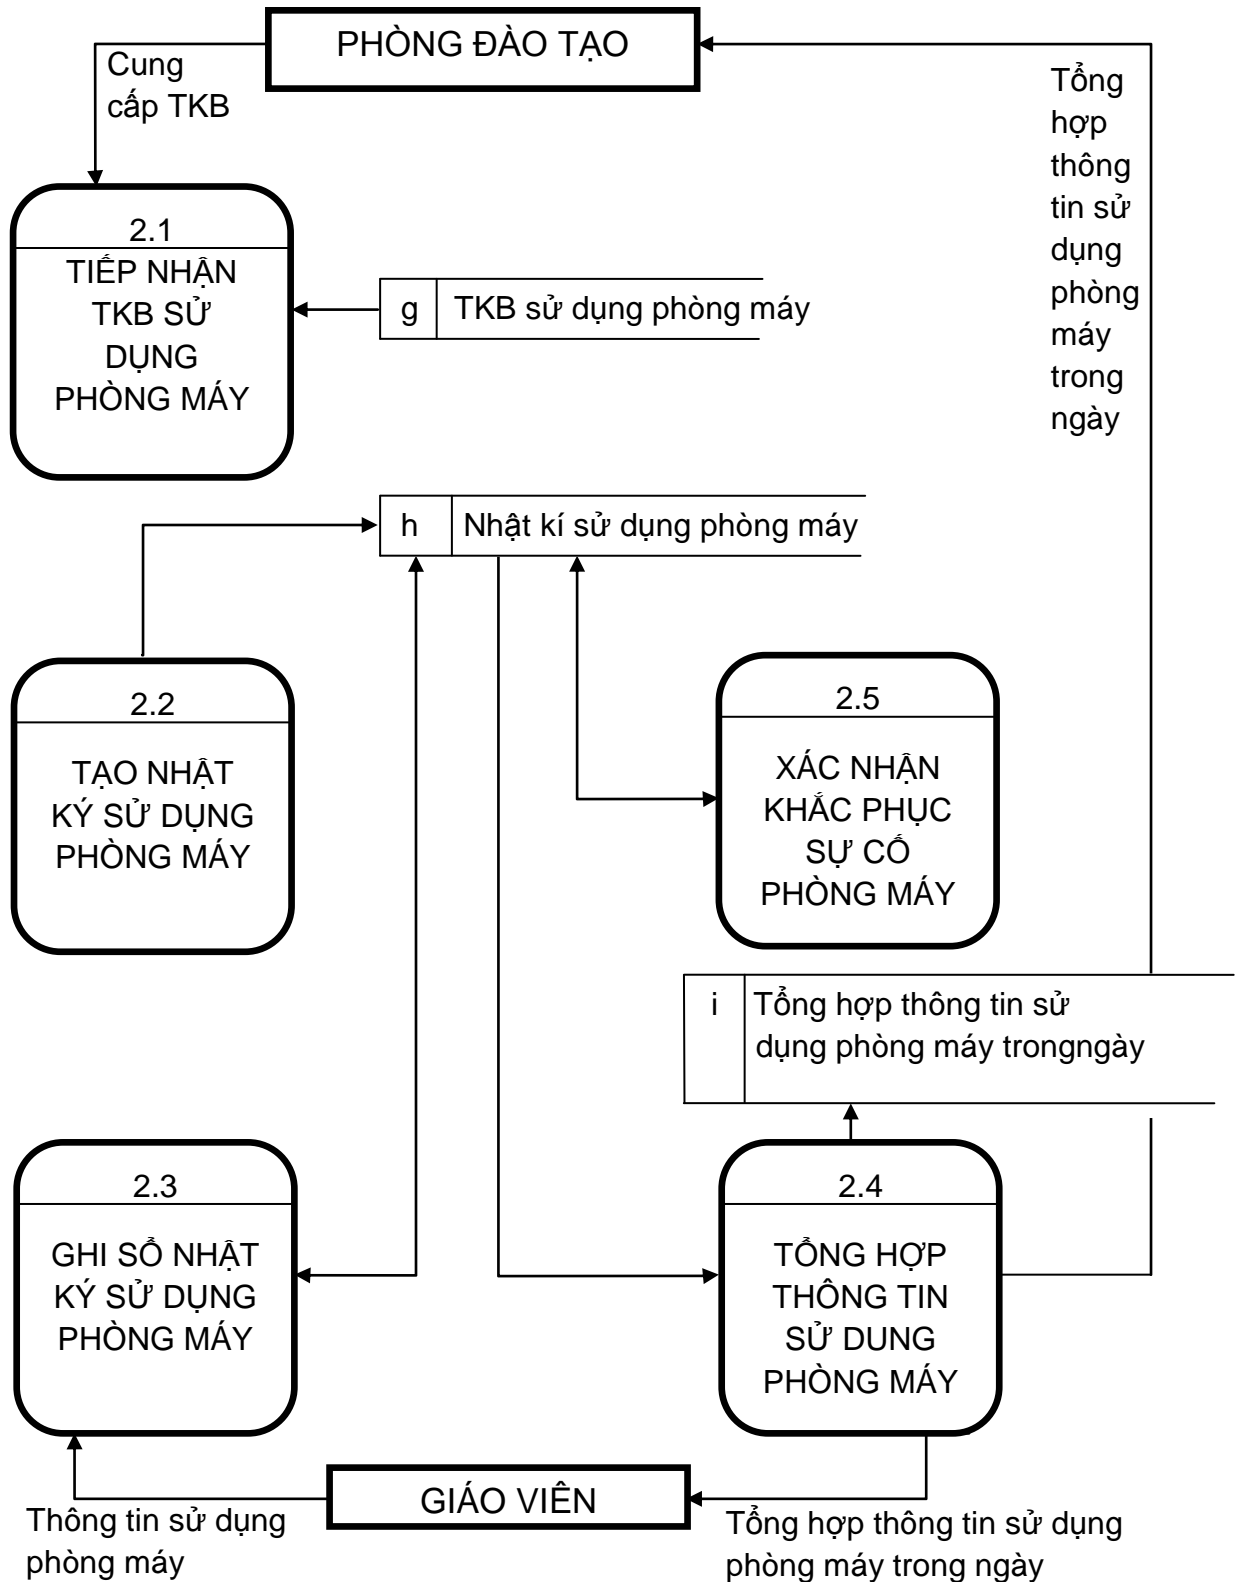 PHÒNG ĐÀO TẠO
Cung
cấp TKB
Tổng
hợp
thông
tin sử
dụng
phòng
máy
trong
ngày
2.1
TIẾP NHẬN
TKB SỬ
DỤNG
PHÒNG MÁY
g TKB sử dụng phòng máy
h Nhật kí sử dụng phòng máy
2.2
TẠO NHẬT
KÝ SỬ DỤNG
PHÒNG MÁY
2.5
XÁC NHẬN
KHẮC PHỤC
SỰ CỐ
PHÒNG MÁY
i Tổng hợp thông tin sử
dụng phòng máy trongngày
2.3
GHI SỔ NHẬT
KÝ SỬ DỤNG
PHÒNG MÁY
2.4
TỔNG HỢP
THÔNG TIN
SỬ DUNG
PHÒNG MÁY
GIÁO VIÊN
Thông tin sử dụng
phòng máy
Tổng hợp thông tin sử dụng
phòng máy trong ngày